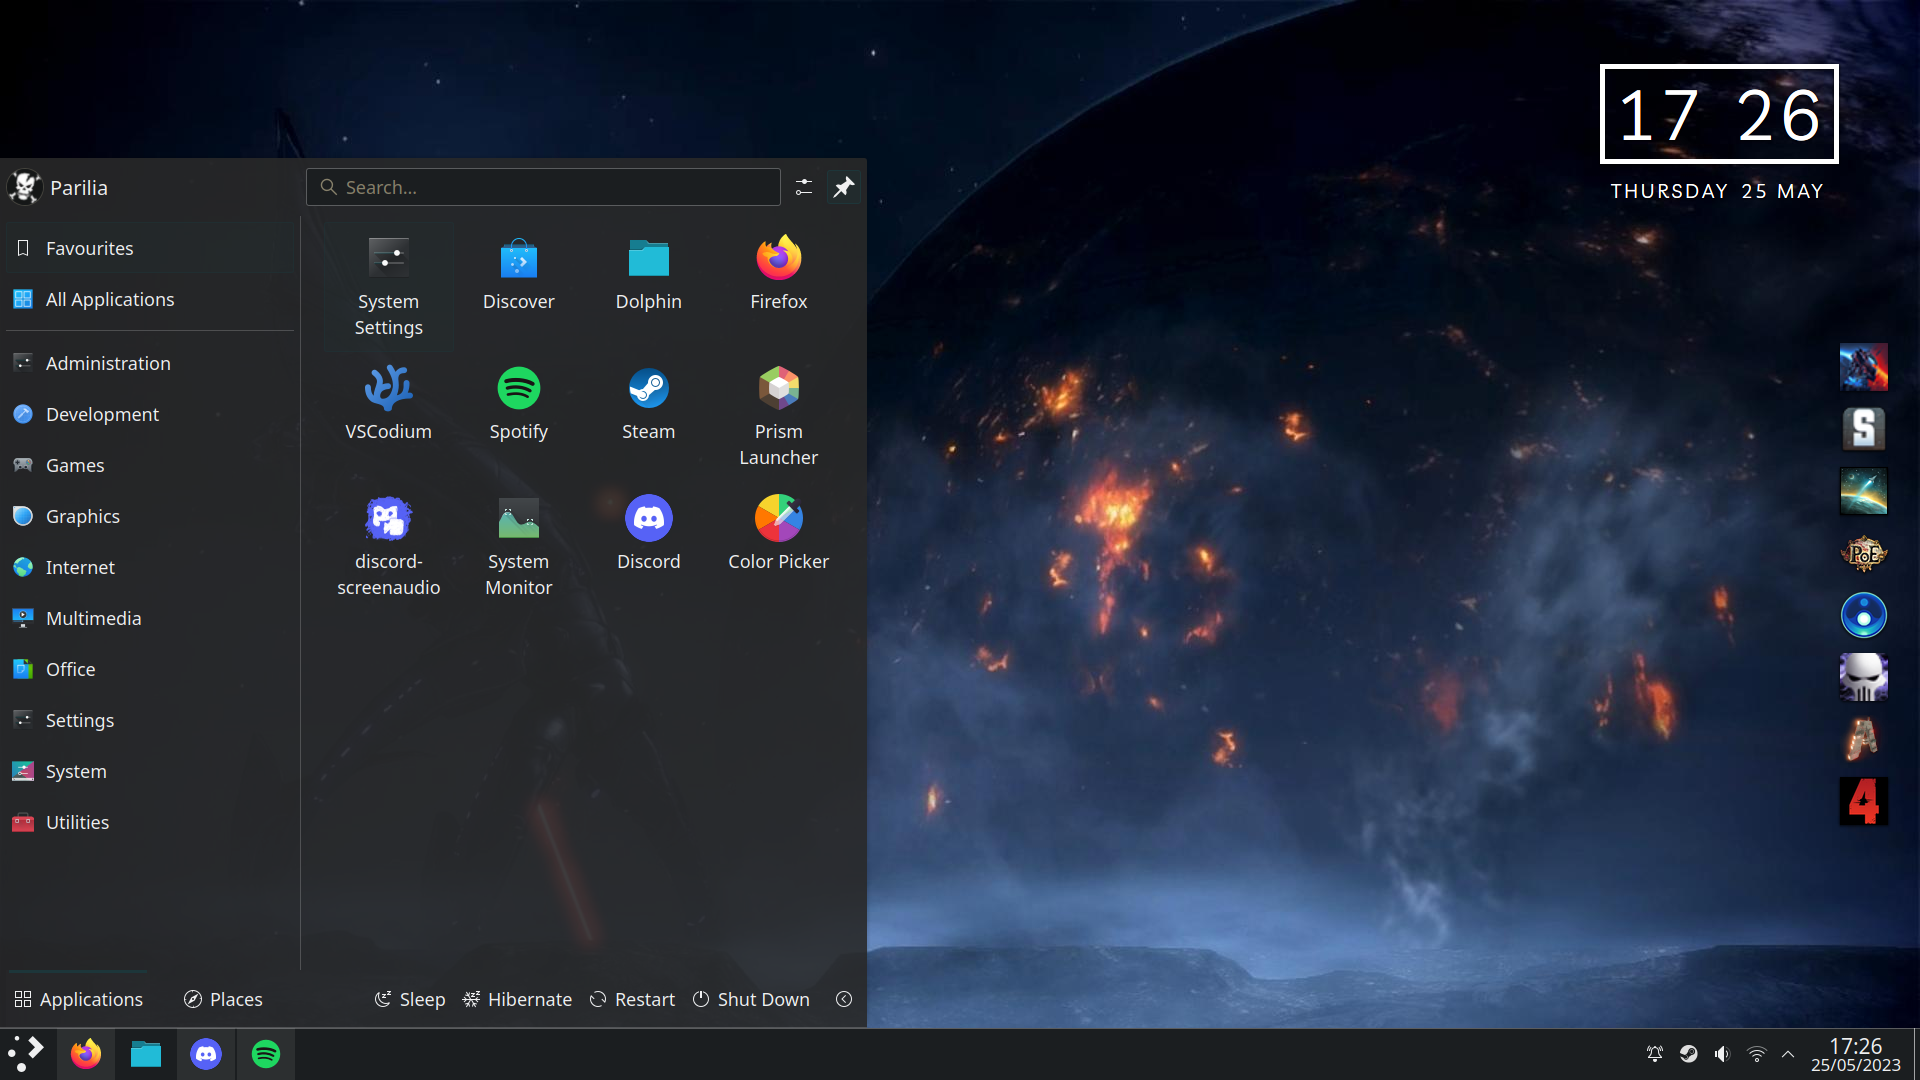 17 26
THURSDAY 25 MAY
Parilia
Search...
Favourites
All Applications
Administration
Development
Games
Graphics
Internet
Multimedia
Office
Settings
System
Utilities
System
Settings
Discover
Dolphin
Firefox
VSCodium
Spotify
Steam
Prism
Launcher
discord-
screenaudio
System
Monitor
Discord
Color Picker
S
POE
A
4
Applications
Places
Sleep
Hibernate
Restart
Shut Down
17:26
25/05/2023